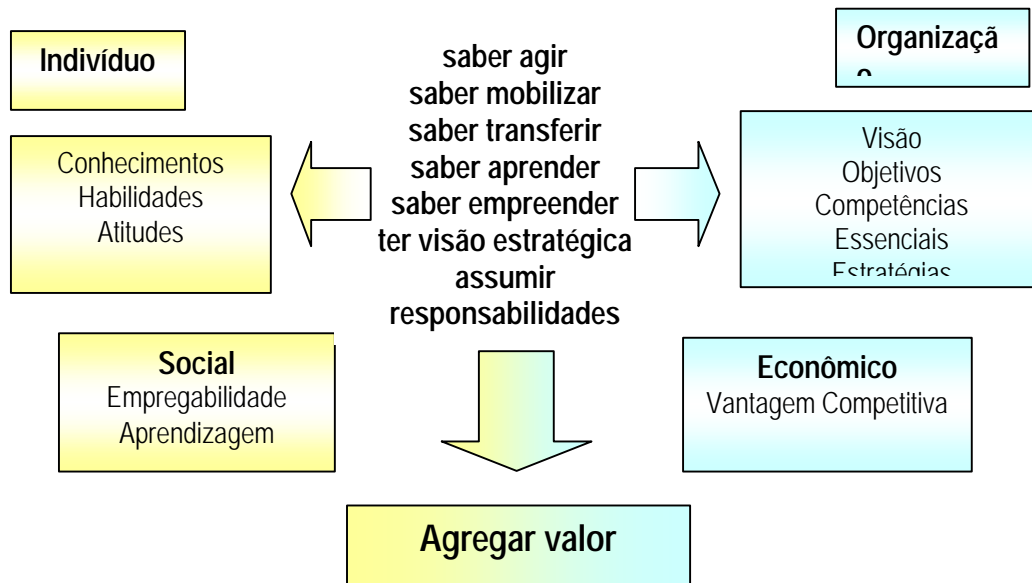 Indivíduo
Conhecimentos
Habilidades
Atitudes
saber agir
saber mobilizar
saber transferir
saber aprender
saber empreender
ter visão estratégica
assumir
responsabilidades
Organizaçã
o
Visão
Objetivos
Competências
Essenciais
Estratégias
Social
Empregabilidade
Aprendizagem
Econômico
Vantagem Competitiva
Agregar valor